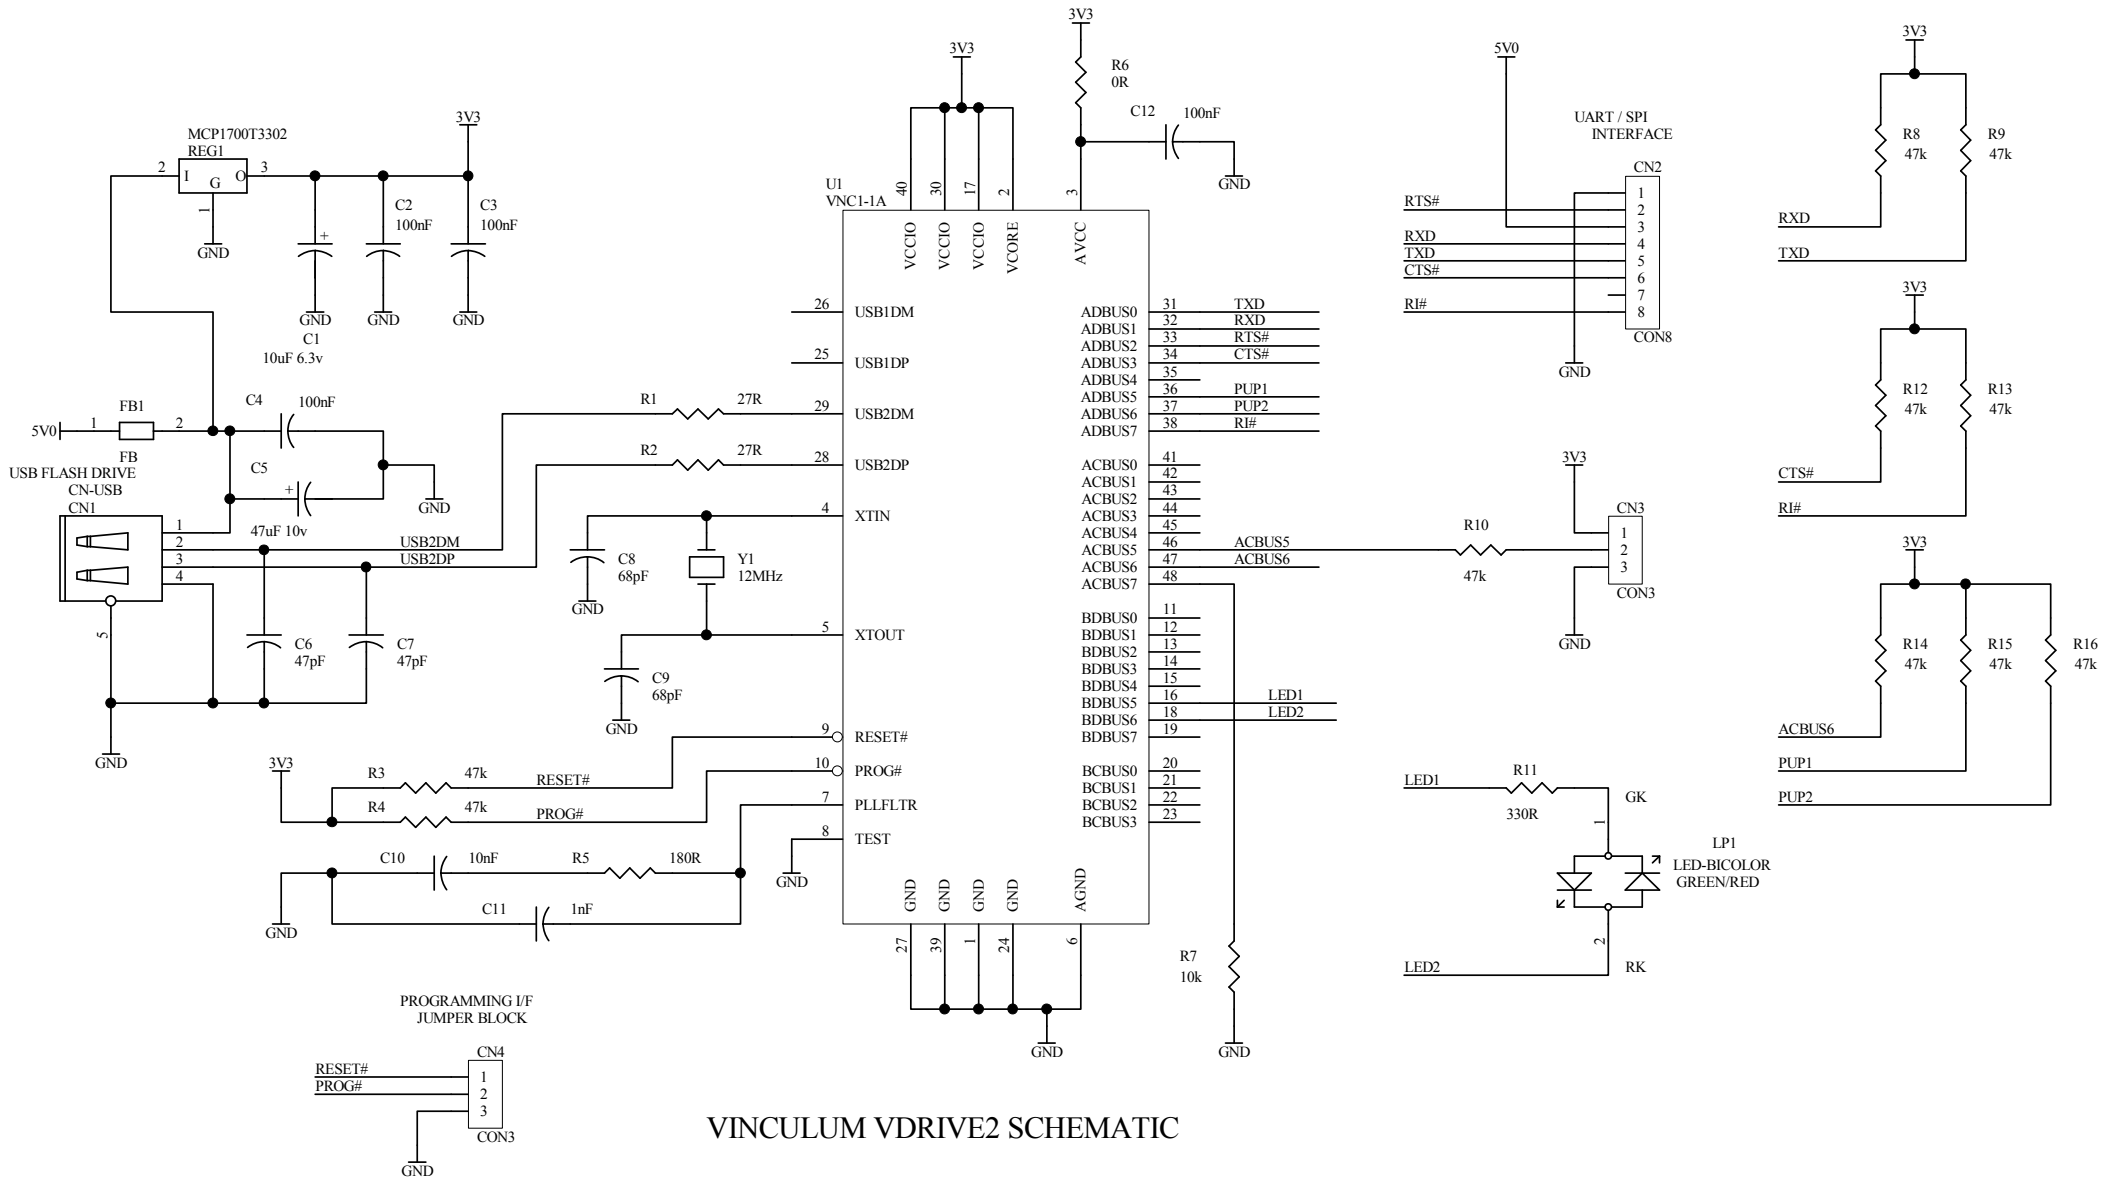 3V3
MCP1700T3302
REG1
2
I
G
O
3
1
GND
3V3
+
C2
100nF
C3
100nF
GND
GND
GND
C1
10uF 6.3v
C4
100nF
5V0
1
FB1
2
FB
C5
+
47uF 10v
GND
USB FLASH DRIVE
CN-USB
CN1
1
2
3
4
5
USB2DM
USB2DP
C6
47pF
C7
47pF
GND
R1
27R
R2
27R
C8
68pF
GND
Y1
12MHz
C9
68pF
GND
3V3
R3
47k
RESET#
R4
47k
PROG#
C10
10nF
R5
180R
C11
1nF
GND
GND
PROGRAMMING I/F
JUMPER BLOCK
CN4
RESET#
PROG#
1
2
3
CON3
GND
3V3
R6
0R
C12
100nF
GND
U1
VNC1-1A
40
30
17
2
3
VCCIO
VCCIO
VCCIO
VCORE
AVCC
26
USB1DM
25
USB1DP
29
USB2DM
28
USB2DP
4
XTIN
5
XTOUT
9
RESET#
10
PROG#
7
PLLFLTR
8
TEST
ADBUS0 31 TXD
ADBUS1 32 RXD
ADBUS2 33 RTS#
ADBUS3 34 CTS#
ADBUS4 35
ADBUS5 36 PUP1
ADBUS6 37 PUP2
ADBUS7 38 RI#
ACBUS0 41
ACBUS1 42
ACBUS2 43
ACBUS3 44
ACBUS4 45
ACBUS5 46 ACBUS5
ACBUS6 47 ACBUS6
ACBUS7 48
BDBUS0 11
BDBUS1 12
BDBUS2 13
BDBUS3 14
BDBUS4 15
BDBUS5 16 LED1
BDBUS6 18 LED2
BDBUS7 19
BCBUS0 20
BCBUS1 21
BCBUS2 22
BCBUS3 23
GND
GND
GND
GND
AGND
27
39
1
24
6
GND
R7
10k
GND
5V0
UART / SPI
INTERFACE
CN2
RTS#
RXD
TXD
CTS#
RI#
1
2
3
4
5
6
7
8
CON8
GND
R10
47k
3V3
CN3
1
2
3
CON3
GND
LED1
R11
330R
GK
1
LP1
LED-BICOLOR
GREEN/RED
2
LED2
RK
3V3
R8
47k
R9
47k
RXD
TXD
3V3
R12
47k
R13
47k
CTS#
RI#
3V3
R14
47k
R15
47k
R16
47k
ACBUS6
PUP1
PUP2
VINCULUM VDRIVE2 SCHEMATIC